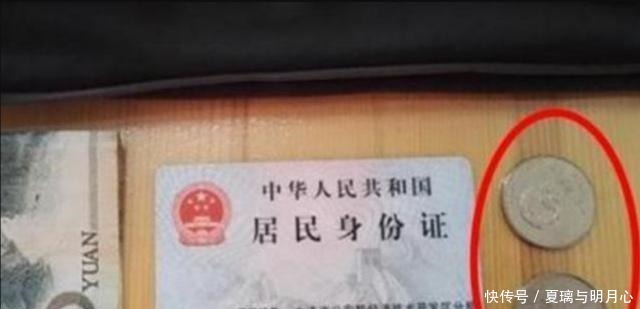 中华人民共和国
居民身份证
YUAN
快传号 / 夏璃与明月心